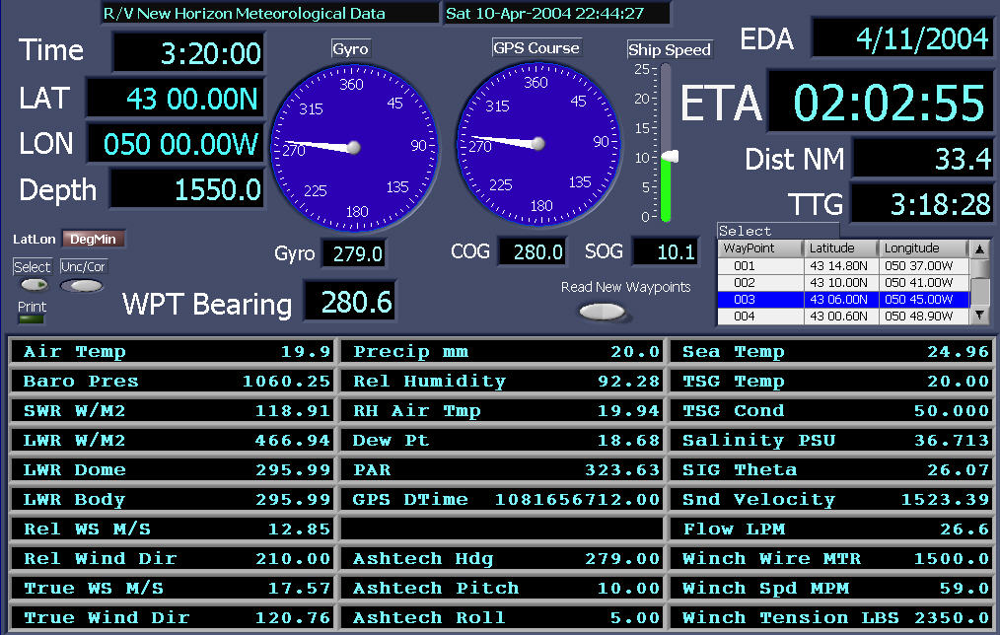 R/V New Horizon Meteorological Data Sat 10-Apr-2004 22:44:27
Time 3:20:00
LAT 43 00.00N
LON 050 00.00W
Depth 1550.0
LatLon DegMin
Select Unc/Cor
Print
Gyro
360
45
90
135
180
225
270
315
Gyro 279.0
GPS Course
360
45
90
135
180
225
270
315
COG 280.0
Ship Speed
25
20
15
10
5
0
SOG 10.1
WPT Bearing 280.6
Read New Waypoints
EDA 4/11/2004
ETA 02:02:55
Dist NM 33.4
TTG 3:18:28
Select
WayPoint Latitude Longitude
001 43 14.80N 050 37.00W
002 43 10.00N 050 41.00W
003 43 06.00N 050 45.00W
004 43 00.60N 050 48.90W
Air Temp 19.9 Precip mm 20.0 Sea Temp 24.96
Baro Pres 1060.25 Rel Humidity 92.28 TSG Temp 20.00
SWR W/M2 118.91 RH Air Tmp 19.94 TSG Cond 50.000
LWR W/M2 466.94 Dew Pt 18.68 Salinity PSU 36.713
LWR Dome 295.99 PAR 323.63 SIG Theta 26.07
LWR Body 295.99 GPS DTime 1081656712.00 Snd Velocity 1523.39
Rel WS M/S 12.85 Flow LPM 26.6
Rel Wind Dir 210.00 Ashtech Hdg 279.00 Winch Wire MTR 1500.0
True WS M/S 17.57 Ashtech Pitch 10.00 Winch Spd MPM 59.0
True Wind Dir 120.76 Ashtech Roll 5.00 Winch Tension LBS 2350.0